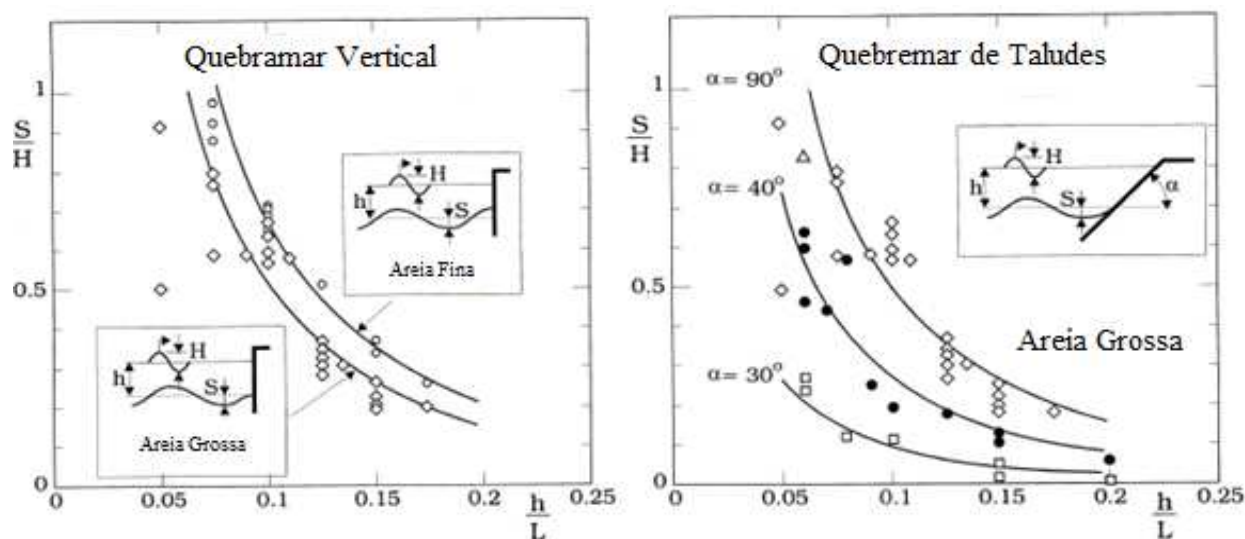 Quebramar Vertical
1
S
H
H
h
S
Areia Fina
0.5
H
h
S
Areia Grossa
0
0
0.05
0.1
0.15
0.2
0.25
h
L
Quebremar de Taludes
α= 90°
1
S
H
H
h
S
α
α= 40°
0.5
Areia Grossa
α= 30°
0
0
0.05
0.1
0.15
0.2
0.25
h
L